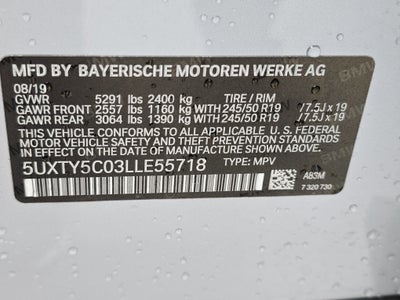 MFD BY BAYERISCHE MOTOREN WERKE AG
08/19
GVWR 5291 lbs 2400 kg TIRE / RIM
GAWR FRONT 2557 lbs 1160 kg WITH 245/50 R19 /7.5J x 19
GAWR REAR 3064 lbs 1390 kg WITH 245/50 R19 /7.5J x 19
THIS VEHICLE CONFORMS TO ALL APPLICABLE U. S. FEDERAL
MOTOR VEHICLE SAFETY, BUMPER, AND THEFT PREVENTION
STANDARDS IN EFFECT ON THE DATE OF MANUFACTURE SHOWN ABOVE.
5UXTY5C03LLE55718 TYPE: MPV
A83M
7 320 730